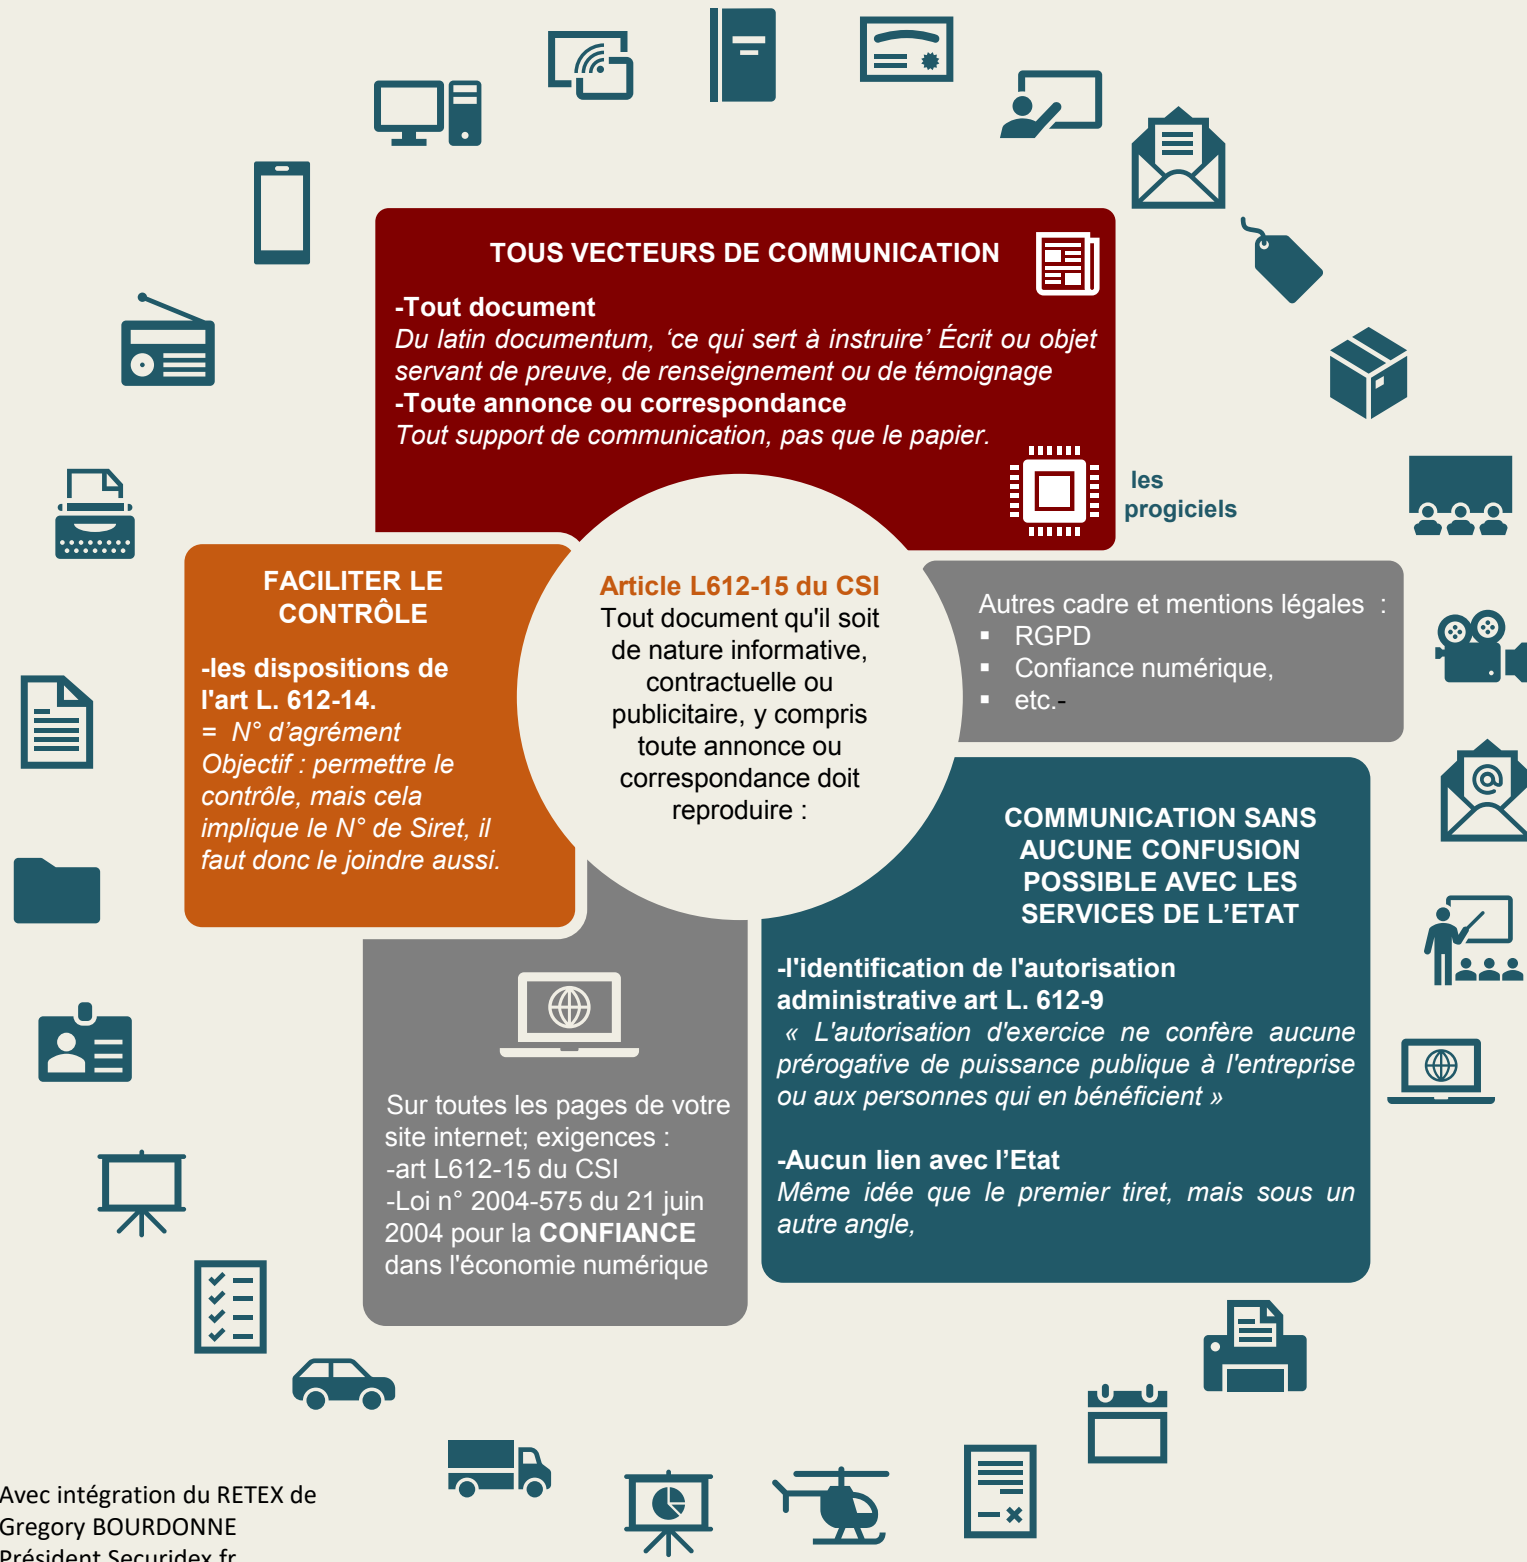 TOUS VECTEURS DE COMMUNICATION
-Tout document
Du latin documentum, ‘ce qui sert à instruire’ Écrit ou objet
servant de preuve, de renseignement ou de témoignage
-Toute annonce ou correspondance
Tout support de communication, pas que le papier.
les
progiciels
FACILITER LE
CONTRÔLE
-les dispositions de
l'art L. 612-14.
= N° d’agrément
Objectif : permettre le
contrôle, mais cela
implique le N° de Siret, il
faut donc le joindre aussi.
Article L612-15 du CSI
Tout document qu'il soit
de nature informative,
contractuelle ou
publicitaire, y compris
toute annonce ou
correspondance doit
reproduire :
Autres cadre et mentions légales :
▪ RGPD
▪ Confiance numérique,
▪ etc.-
COMMUNICATION SANS
AUCUNE CONFUSION
POSSIBLE AVEC LES
SERVICES DE L’ETAT
-l'identification de l'autorisation
administrative art L. 612-9
« L'autorisation d'exercice ne confère aucune
prérogative de puissance publique à l'entreprise
ou aux personnes qui en bénéficient »
-Aucun lien avec l’Etat
Même idée que le premier tiret, mais sous un
autre angle,
Sur toutes les pages de votre
site internet; exigences :
-art L612-15 du CSI
-Loi n° 2004-575 du 21 juin
2004 pour la CONFIANCE
dans l'économie numérique
Avec intégration du RETEX de
Gregory BOURDONNE
Président Securidex.fr